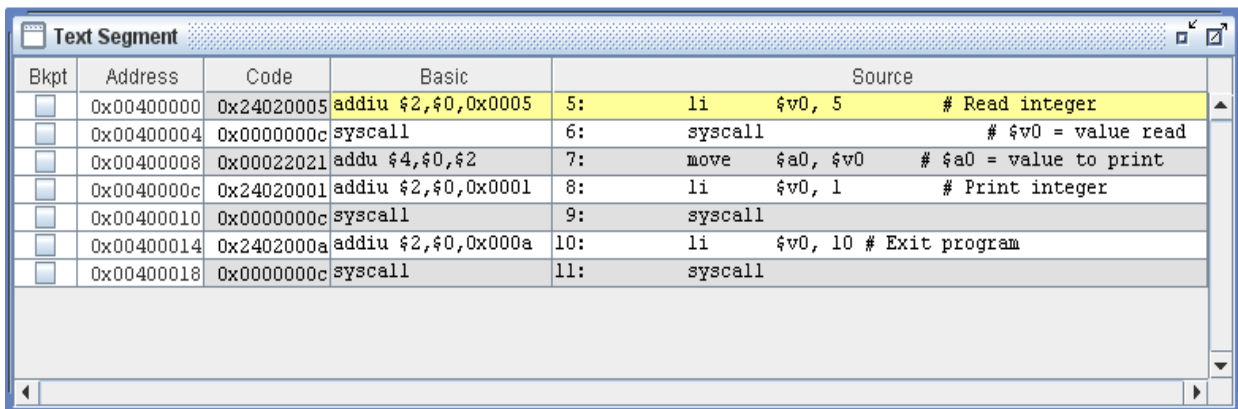 Text Segment
Bkpt Address Code Basic Source
0x00400000 0x24020005 addiu $2,$0,0x0005 5: li $v0, 5 # Read integer
0x00400004 0x0000000c syscall 6: syscall # $v0 = value read
0x00400008 0x00022021 addu $4,$0,$2 7: move $a0, $v0 # $a0 = value to print
0x0040000c 0x24020001 addiu $2,$0,0x0001 8: li $v0, 1 # Print integer
0x00400010 0x0000000c syscall 9: syscall
0x00400014 0x2402000a addiu $2,$0,0x000a 10: li $v0, 10 # Exit program
0x00400018 0x0000000c syscall 11: syscall